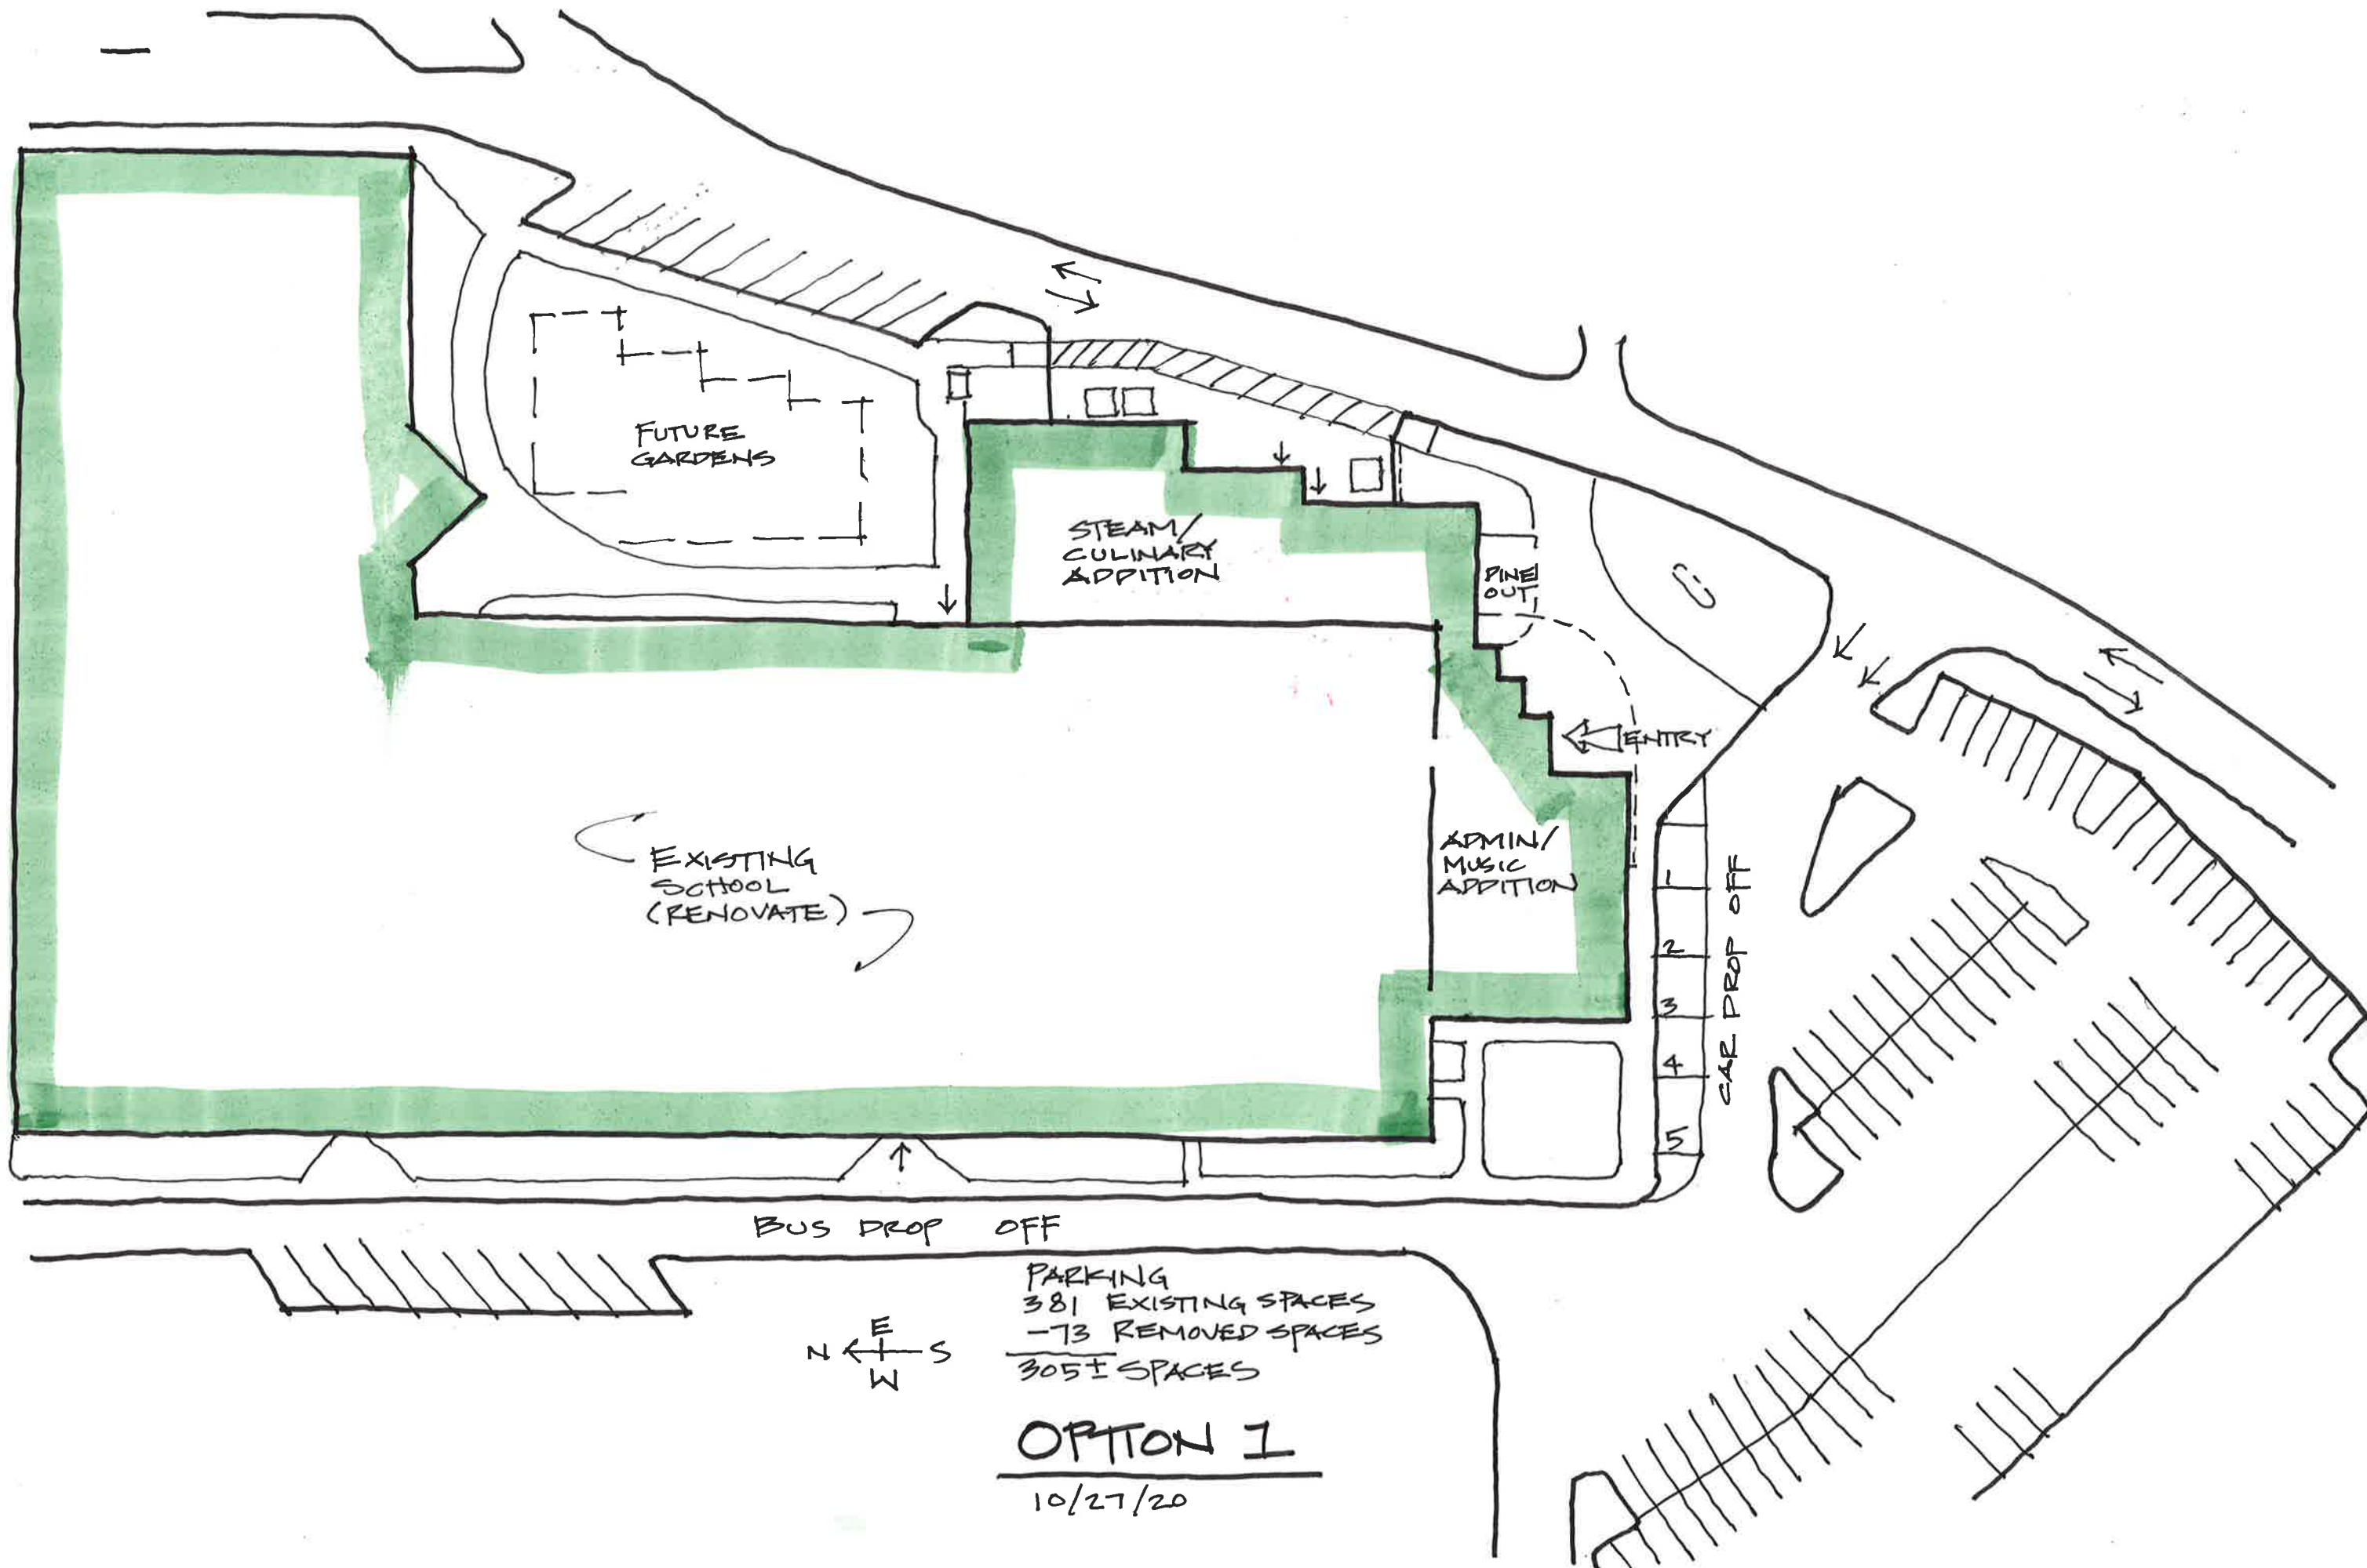 FUTURE
GARDENS
STEAM/
CULINARY
ADDITION
DINE
OUT
ENTRY
EXISTING
SCHOOL
(RENOVATE)
ADMIN/
MUSIC
ADDITION
1
2
3
4
5
CAR DROP OFF
BUS DROP OFF
PARKING
381 EXISTING SPACES
-73 REMOVED SPACES
305± SPACES
E
N S
W
OPTION 1
10/27/20